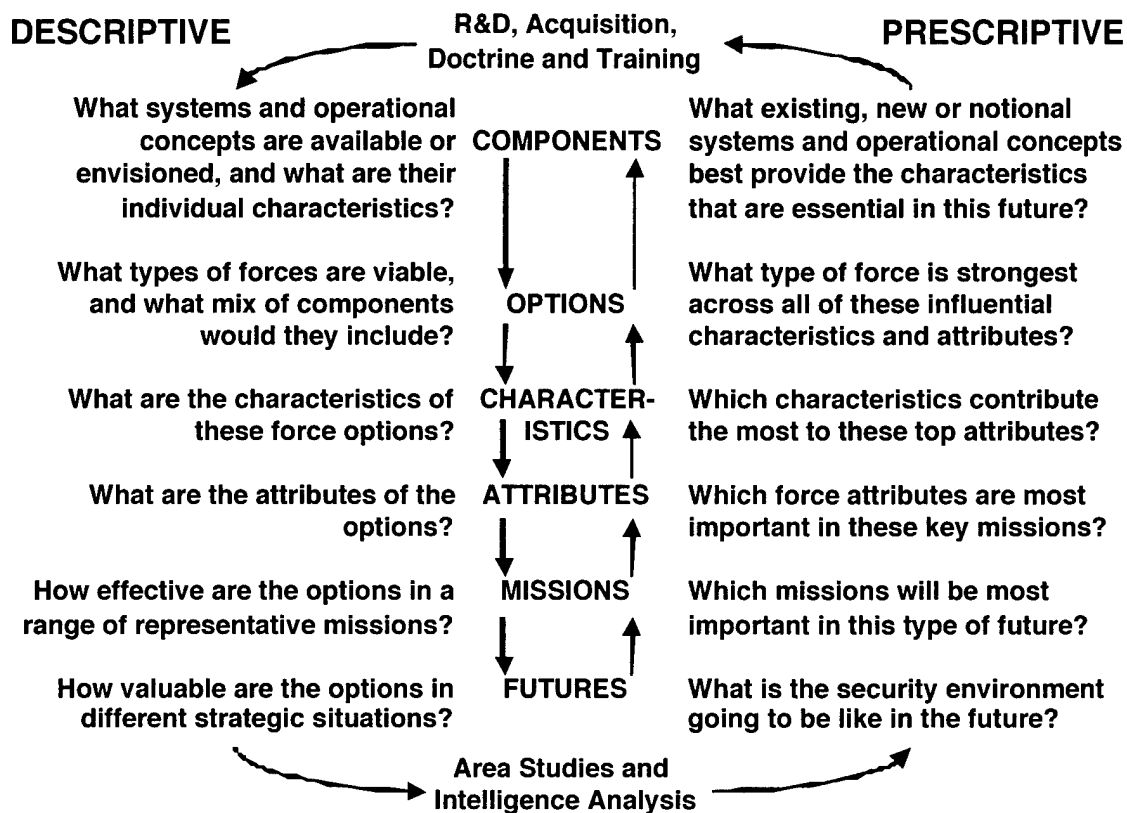 DESCRIPTIVE
R&D, Acquisition,
Doctrine and Training
PRESCRIPTIVE
What systems and operational
concepts are available or
envisioned, and what are their
individual characteristics?
COMPONENTS
What existing, new or notional
systems and operational concepts
best provide the characteristics
that are essential in this future?
What types of forces are viable,
and what mix of components
would they include?
OPTIONS
What type of force is strongest
across all of these influential
characteristics and attributes?
What are the characteristics of
these force options?
CHARACTER-
ISTICS
Which characteristics contribute
the most to these top attributes?
What are the attributes of the
options?
ATTRIBUTES
Which force attributes are most
important in these key missions?
How effective are the options in a
range of representative missions?
MISSIONS
Which missions will be most
important in this type of future?
How valuable are the options in
different strategic situations?
FUTURES
What is the security environment
going to be like in the future?
Area Studies and
Intelligence Analysis